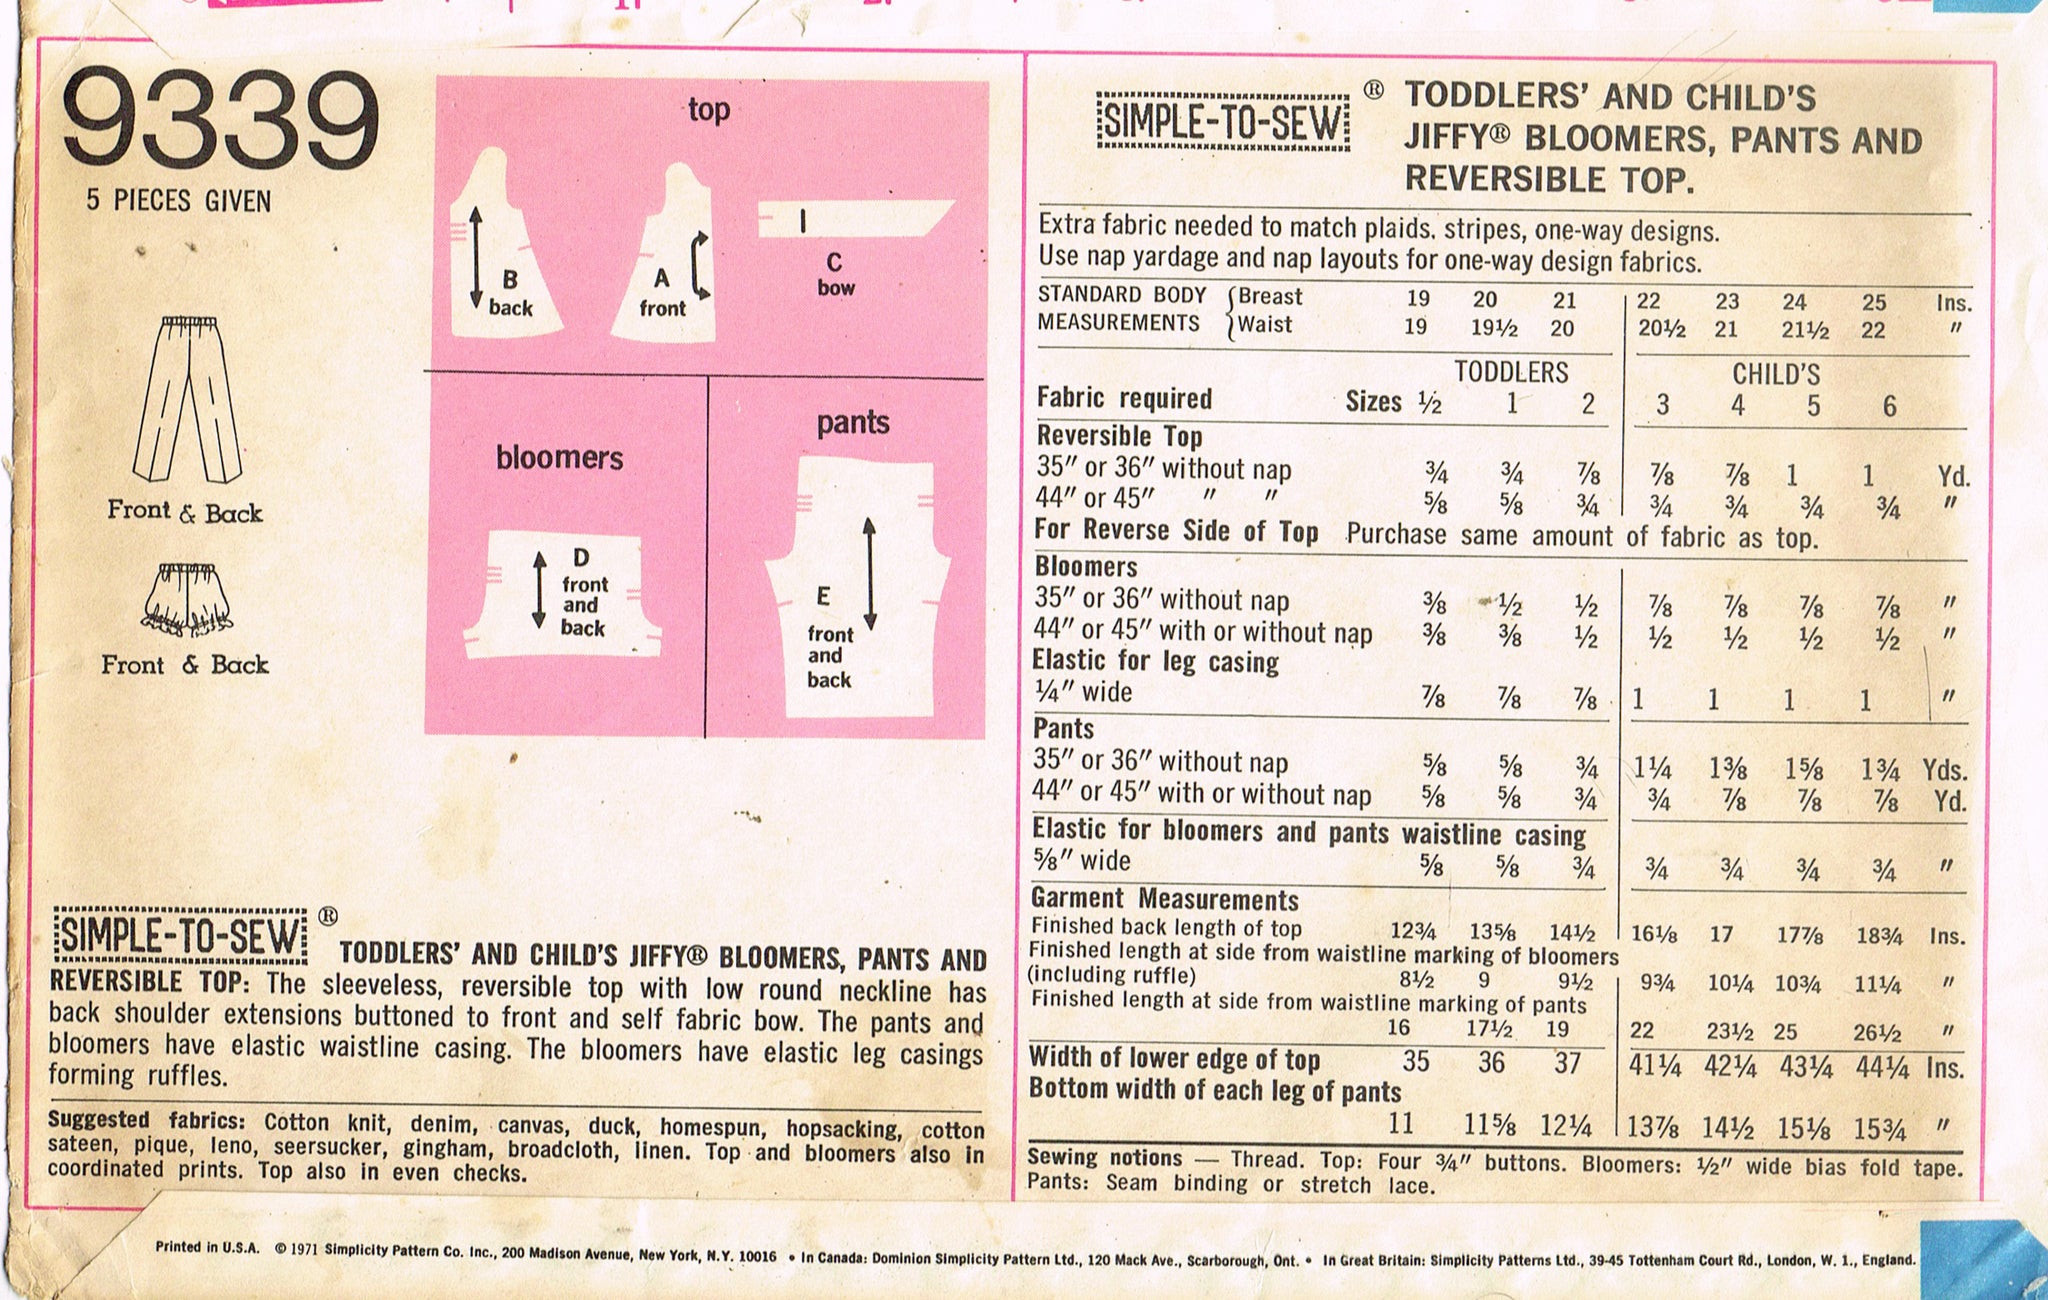 1.
2.
9339
5 PIECES GIVEN
Front & Back
Front & Back
top
B
back
A
front
C
bow
bloomers
D
front
and
back
pants
E
front
and
back
SIMPLE-TO-SEW ® TODDLERS' AND CHILD'S JIFFY® BLOOMERS, PANTS AND
REVERSIBLE TOP: The sleeveless, reversible top with low round neckline has
back shoulder extensions buttoned to front and self fabric bow. The pants and
bloomers have elastic waistline casing. The bloomers have elastic leg casings
forming ruffles.
Suggested fabrics: Cotton knit, denim, canvas, duck, homespun, hopsacking, cotton
sateen, pique, leno, seersucker, gingham, broadcloth, linen. Top and bloomers also in
coordinated prints. Top also in even checks.
SIMPLE-TO-SEW ® TODDLERS' AND CHILD'S
JIFFY® BLOOMERS, PANTS AND
REVERSIBLE TOP.
Extra fabric needed to match plaids, stripes, one-way designs.
Use nap yardage and nap layouts for one-way design fabrics.
STANDARD BODY { Breast 19 20 21 22 23 24 25 Ins.
MEASUREMENTS { Waist 19 19½ 20 20½ 21 21½ 22 "
TODDLERS CHILD'S
Fabric required Sizes ½ 1 2 3 4 5 6
Reversible Top
35" or 36" without nap ¾ ¾ ⅞ ⅞ ⅞ 1 1 Yd.
44" or 45" " " ⅝ ⅝ ¾ ¾ ¾ ¾ ¾ "
For Reverse Side of Top Purchase same amount of fabric as top.
Bloomers
35" or 36" without nap ⅜ ½ ½ ⅞ ⅞ ⅞ ⅞ "
44" or 45" with or without nap ⅜ ⅜ ½ ½ ½ ½ ½ "
Elastic for leg casing
¼" wide ⅞ ⅞ ⅞ 1 1 1 1 "
Pants
35" or 36" without nap ⅝ ⅝ ¾ 1¼ 1⅜ 1⅝ 1¾ Yds.
44" or 45" with or without nap ⅝ ⅝ ¾ ¾ ⅞ ⅞ ⅞ Yd.
Elastic for bloomers and pants waistline casing
⅝" wide ⅝ ⅝ ¾ ¾ ¾ ¾ ¾ "
Garment Measurements
Finished back length of top 12¾ 13⅝ 14½ 16⅛ 17 17⅞ 18¾ Ins.
Finished length at side from waistline marking of bloomers
(including ruffle) 8½ 9 9½ 9¾ 10¼ 10¾ 11¼ "
Finished length at side from waistline marking of pants
16 17½ 19 22 23½ 25 26½ "
Width of lower edge of top 35 36 37 41¼ 42¼ 43¼ 44¼ Ins.
Bottom width of each leg of pants
11 11⅝ 12¼ 13⅞ 14½ 15⅛ 15¾ "
Sewing notions — Thread. Top: Four ¾" buttons. Bloomers: ½" wide bias fold tape.
Pants: Seam binding or stretch lace.
Printed in U.S.A. © 1971 Simplicity Pattern Co. Inc., 200 Madison Avenue, New York, N.Y. 10016 • In Canada: Dominion Simplicity Pattern Ltd., 120 Mack Ave., Scarborough, Ont. • In Great Britain: Simplicity Patterns Ltd., 39-45 Tottenham Court Rd., London, W. 1., England.